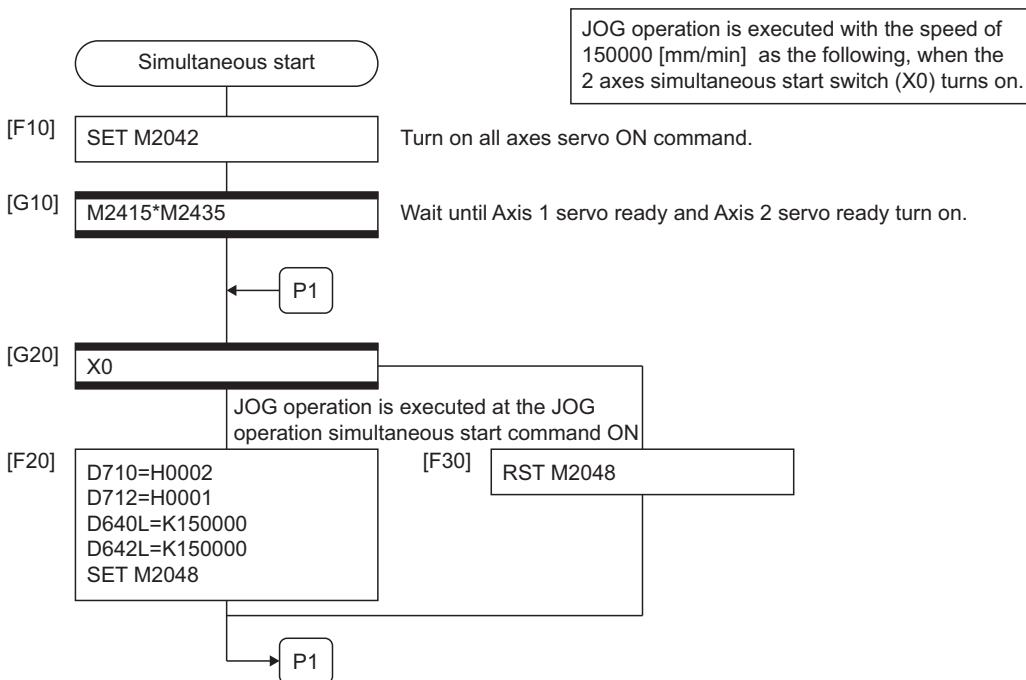 JOG operation is executed with the speed of
150000 [mm/min] as the following, when the
2 axes simultaneous start switch (X0) turns on.
Simultaneous start
[F10]
SET M2042
Turn on all axes servo ON command.
[G10]
M2415*M2435
Wait until Axis 1 servo ready and Axis 2 servo ready turn on.
P1
[G20]
X0
JOG operation is executed at the JOG
operation simultaneous start command ON
[F20]
D710=H0002
D712=H0001
D640L=K150000
D642L=K150000
SET M2048
[F30]
RST M2048
P1